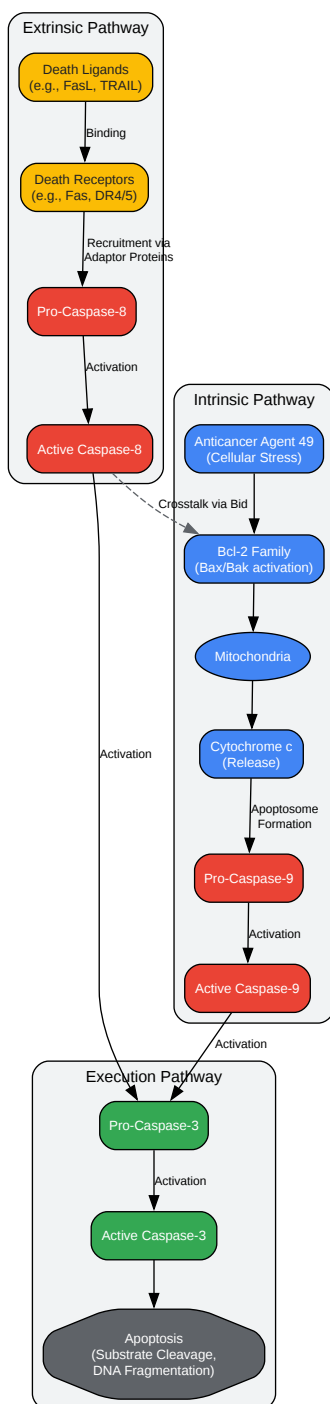 Extrinsic Pathway
Death Ligands
(e.g., FasL, TRAIL)
Binding
Death Receptors
(e.g., Fas, DR4/5)
Recruitment via
Adaptor Proteins
Pro-Caspase-8
Activation
Active Caspase-8
Intrinsic Pathway
Anticancer Agent 49
(Cellular Stress)
Crosstalk via Bid
Bcl-2 Family
(Bax/Bak activation)
Mitochondria
Cytochrome c
(Release)
Activation
Apoptosome
Formation
Pro-Caspase-9
Activation
Active Caspase-9
Activation
Execution Pathway
Pro-Caspase-3
Activation
Active Caspase-3
Apoptosis
(Substrate Cleavage,
DNA Fragmentation)